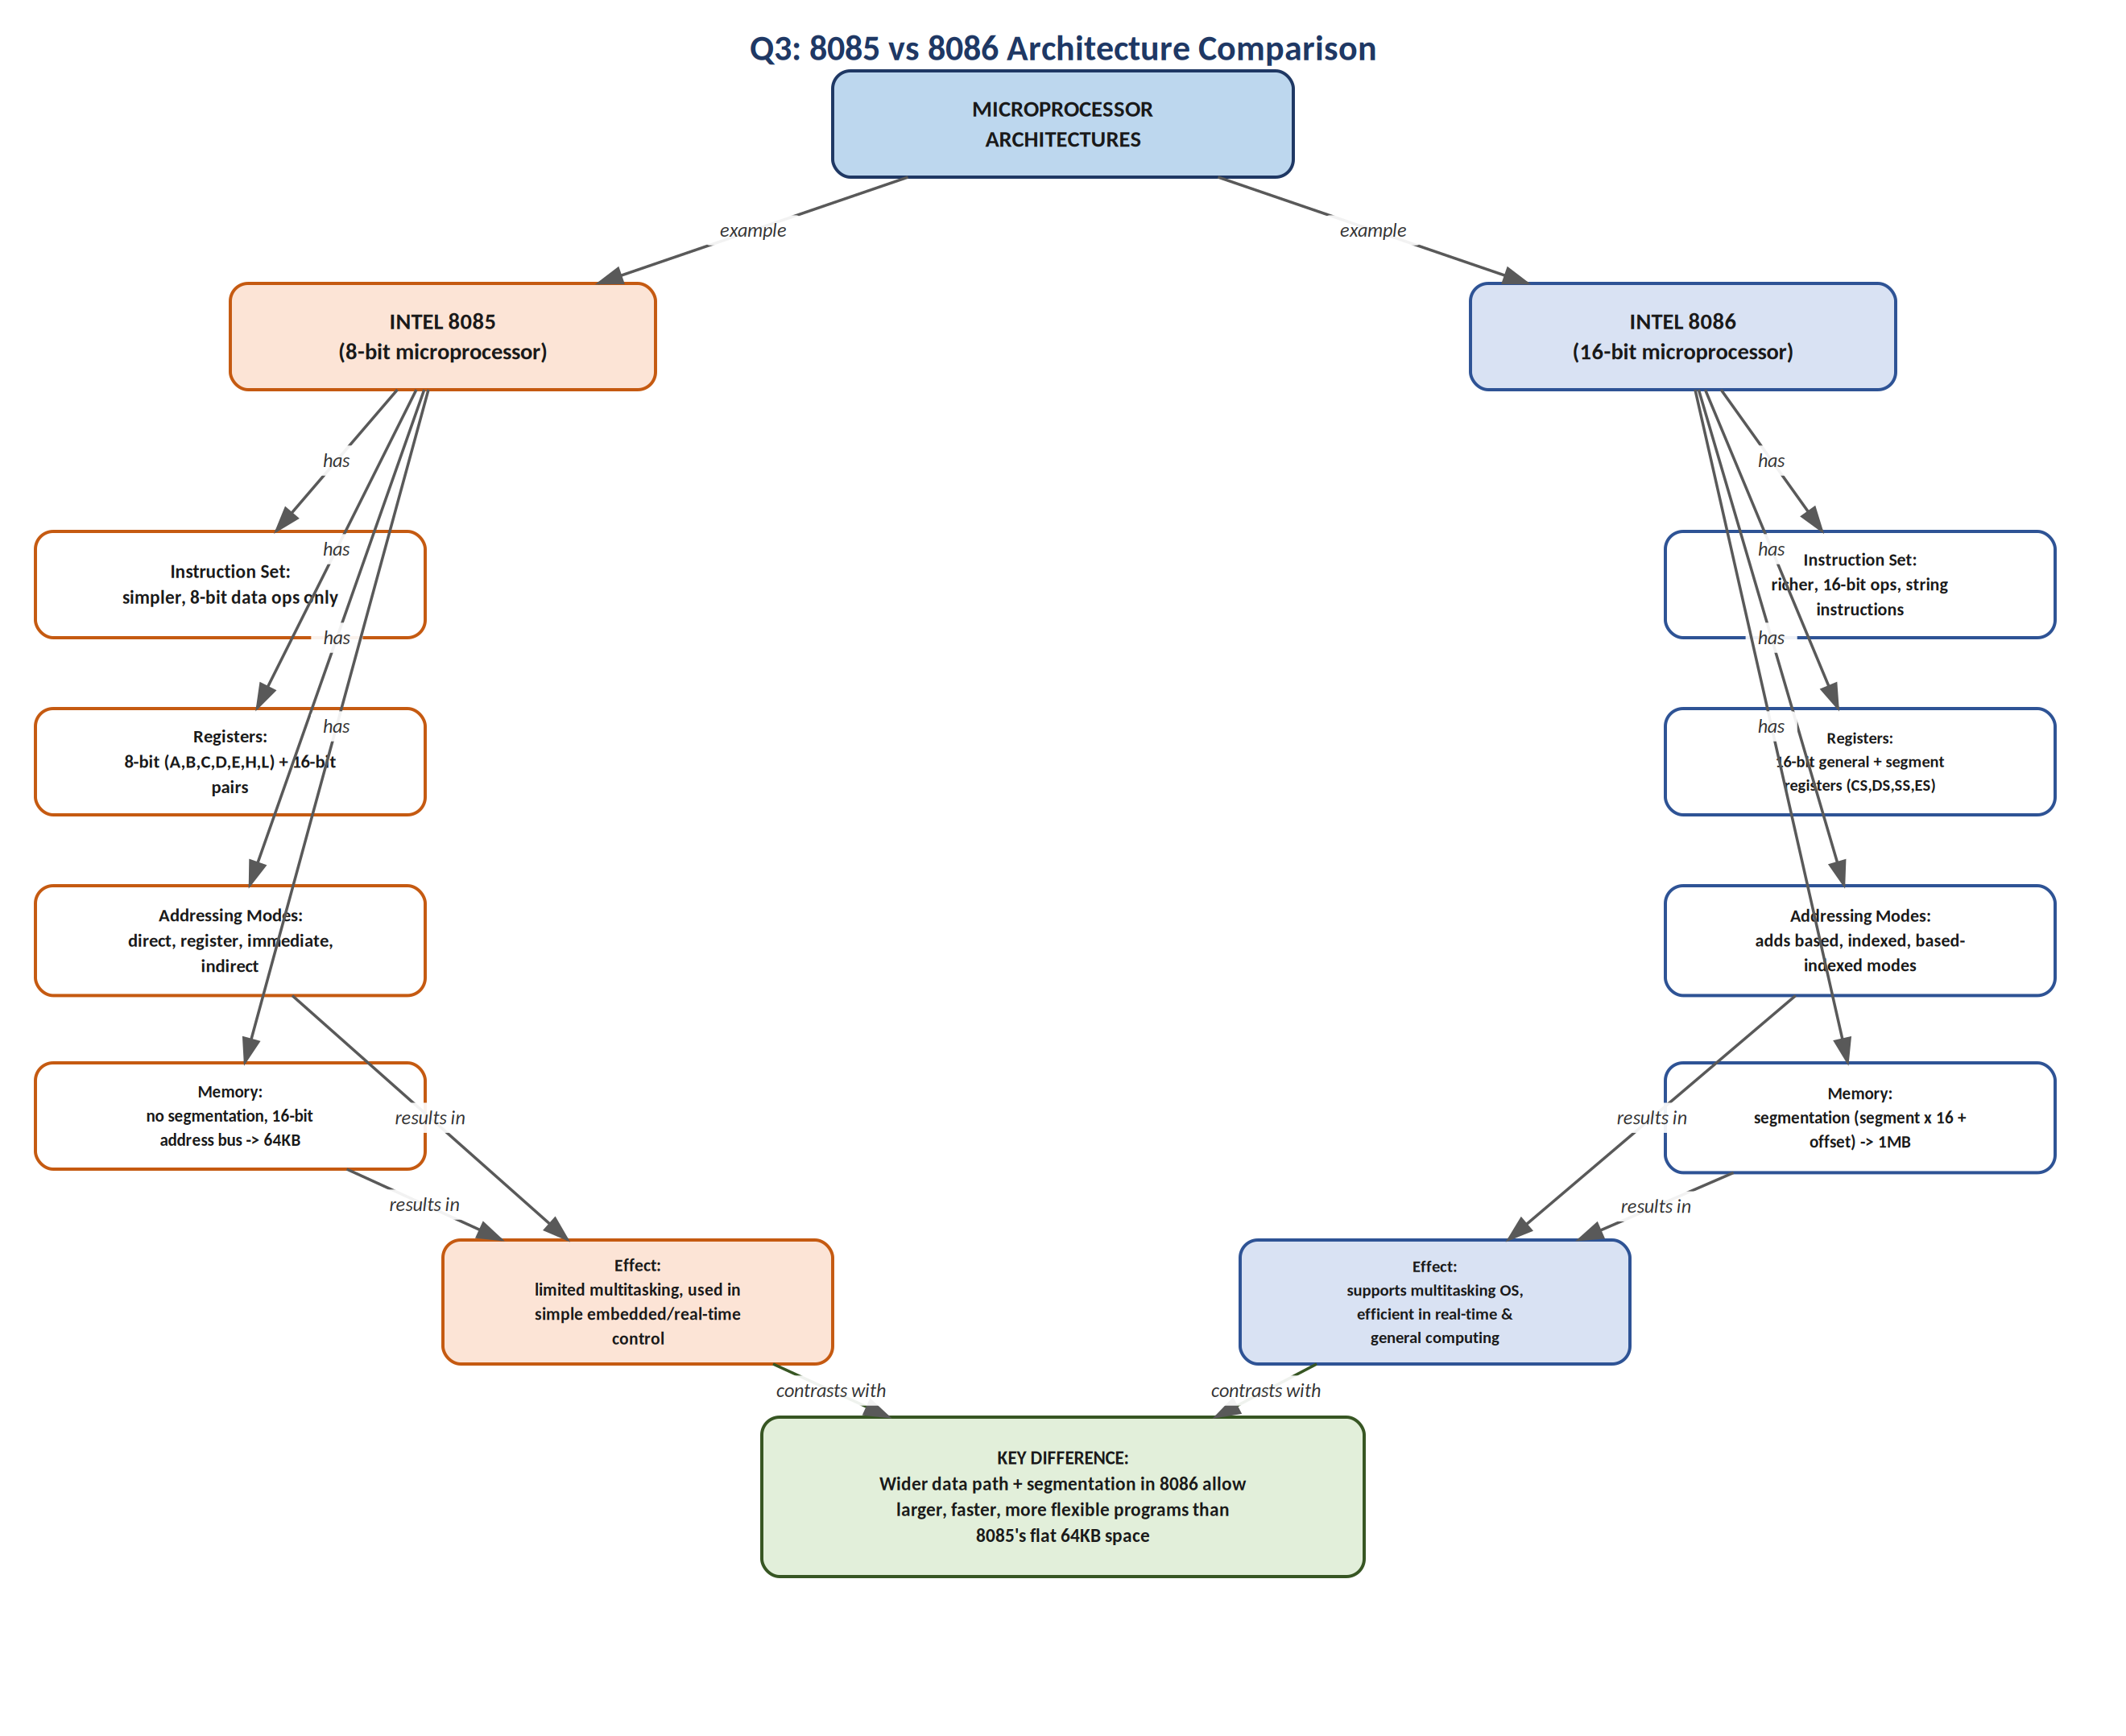 Q3: 8085 vs 8086 Architecture Comparison
MICROPROCESSOR
ARCHITECTURES
example
example
INTEL 8085
(8-bit microprocessor)
INTEL 8086
(16-bit microprocessor)
has
has
has
has
Instruction Set:
simpler, 8-bit data ops only
Registers:
8-bit (A,B,C,D,E,H,L) + 16-bit
pairs
Addressing Modes:
direct, register, immediate,
indirect
Memory:
no segmentation, 16-bit
address bus -> 64KB
results in
results in
has
has
has
has
Instruction Set:
richer, 16-bit ops, string
instructions
Registers:
16-bit general + segment
registers (CS,DS,SS,ES)
Addressing Modes:
adds based, indexed, based-
indexed modes
Memory:
segmentation (segment x 16 +
offset) -> 1MB
results in
results in
Effect:
limited multitasking, used in
simple embedded/real-time
control
Effect:
supports multitasking OS,
efficient in real-time &
general computing
contrasts with
contrasts with
KEY DIFFERENCE:
Wider data path + segmentation in 8086 allow
larger, faster, more flexible programs than
8085's flat 64KB space